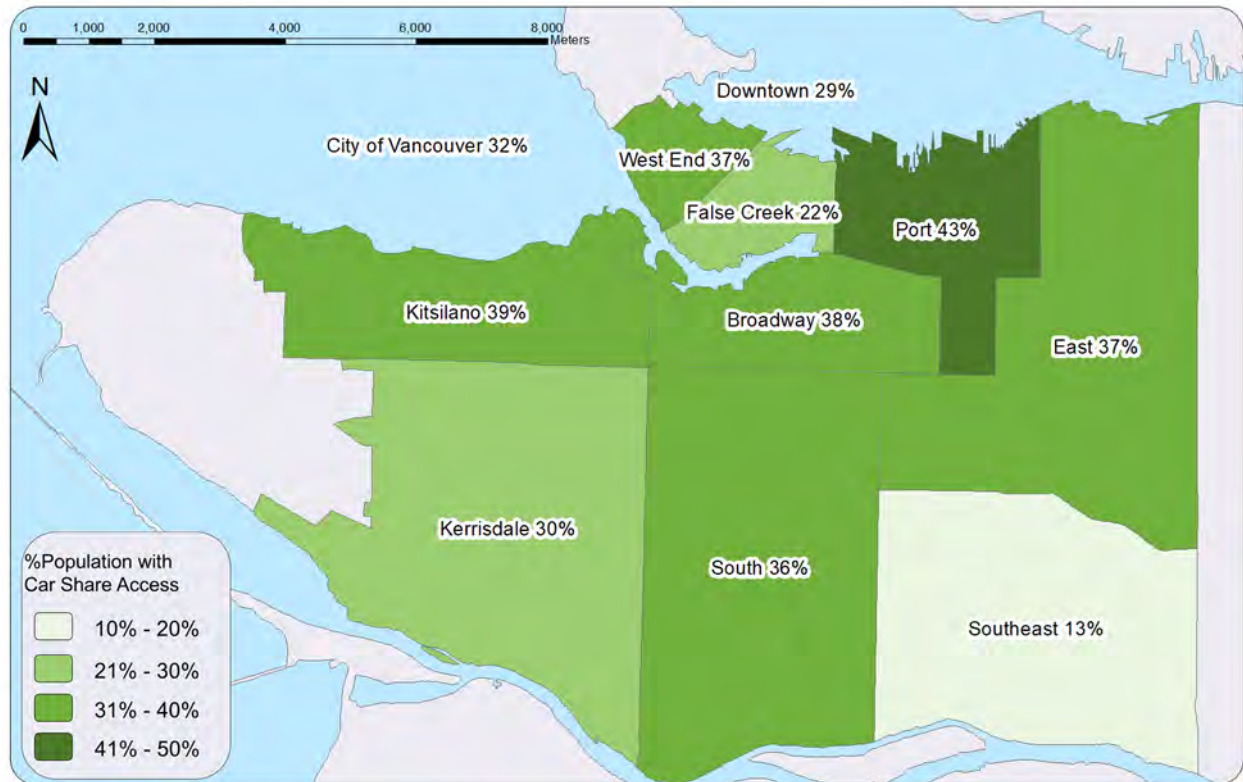 0 1,000 2,000 4,000 6,000 8,000
Meters
N
Downtown 29%
City of Vancouver 32%
West End 37%
False Creek 22%
Port 43%
Kitsilano 39%
Broadway 38%
East 37%
Kerrisdale 30%
South 36%
Southeast 13%
%Population with
Car Share Access
10% - 20%
21% - 30%
31% - 40%
41% - 50%